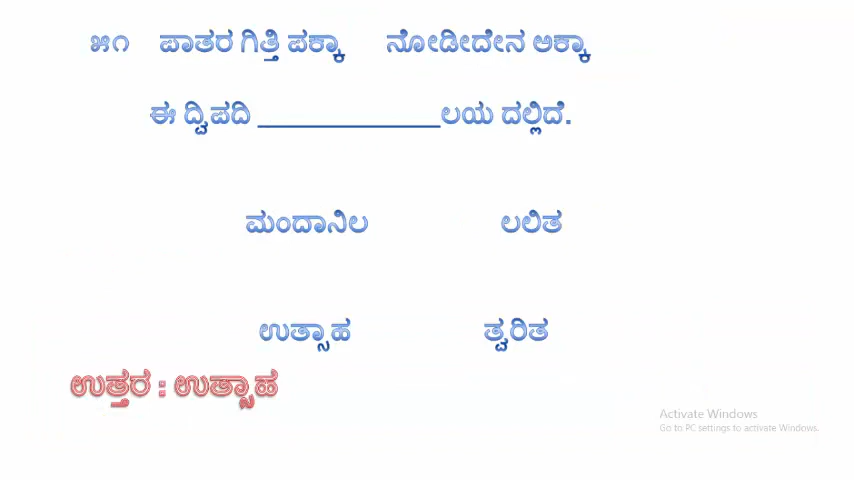 ೫೧ ಪಾತರ ಗಿತ್ತಿ ಪಕ್ಕಾ ನೋಡೀದೇನ ಅಕ್ಕಾ
ಈ ದ್ವಿಪದಿ ____________ಲಯ ದಲ್ಲಿದೆ.
ಮಂದಾನಿಲ ಲಲಿತ
ಉತ್ಸಾಹ ತ್ವರಿತ
ಉತ್ತರ : ಉತ್ಸಾಹ
Activate Windows
Go to PC settings to activate Windows.